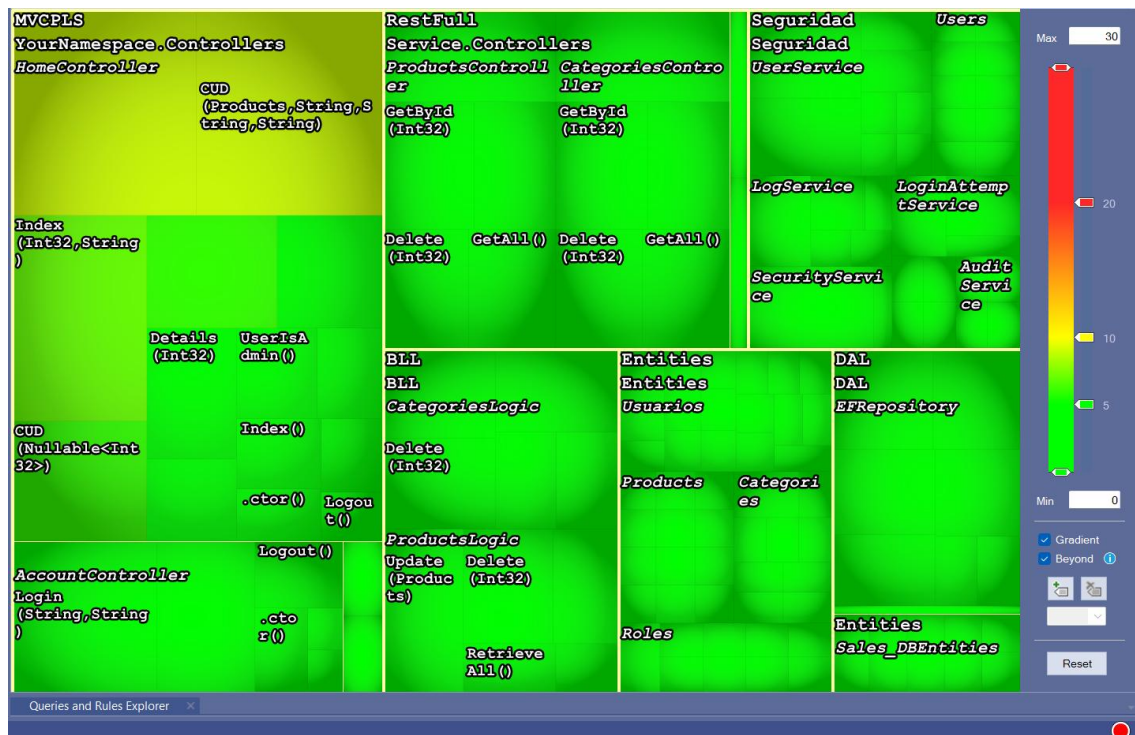 MVCPLS
YourNamespace.Controllers
HomeController
CUD
(Products,String,S
tring,String)
Index
(Int32,String
)
Details
(Int32)
UserIsA
dmin()
CUD
(Nullable<Int
32>)
Index()
.ctor()
Logou
t()
AccountController
Login
(String,String
)
Logout()
.cto
r()
RestFull
Service.Controllers
ProductsControll
er
CategoriesContro
ller
GetById
(Int32)
GetById
(Int32)
Delete
(Int32)
GetAll()
Delete
(Int32)
GetAll()
Seguridad
Seguridad
UserService
Users
LogService
LoginAttemp
tService
SecurityServi
ce
Audit
Servi
ce
BLL
BLL
CategoriesLogic
Delete
(Int32)
ProductsLogic
Update
(Produc
ts)
Delete
(Int32)
Retrieve
All()
Entities
Entities
Usuarios
Products
Categori
es
Roles
DAL
DAL
EFRepository
Entities
Sales_DBEntities
Max 30
20
10
5
Min 0
Gradient
Beyond
Reset
Queries and Rules Explorer